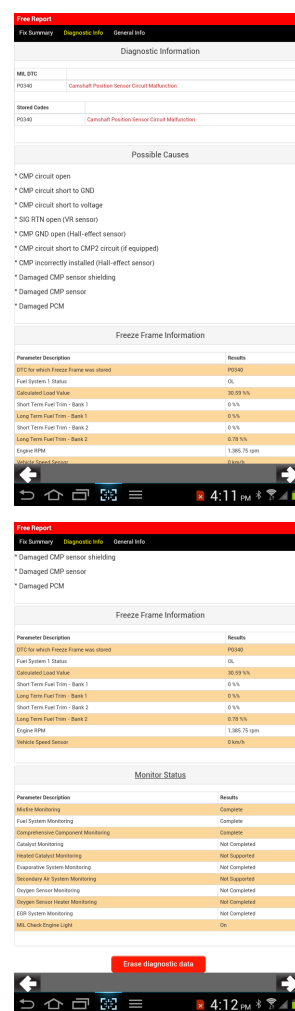 Free Report
Fix Summary Diagnostic Info General Info
Diagnostic Information
MIL DTC
P0340 Camshaft Position Sensor Circuit Malfunction
Stored Codes
P0340 Camshaft Position Sensor Circuit Malfunction
Possible Causes
* CMP circuit open
* CMP circuit short to GND
* CMP circuit short to voltage
* SIG RTN open (VR sensor)
* CMP GND open (Hall-effect sensor)
* CMP circuit short to CMP2 circuit (if equipped)
* CMP incorrectly installed (Hall-effect sensor)
* Damaged CMP sensor shielding
* Damaged CMP sensor
* Damaged PCM
Freeze Frame Information
Parameter Description Results
DTC for which Freeze Frame was stored P0340
Fuel System 1 Status OL
Calculated Load Value 30.59 %%
Short Term Fuel Trim - Bank 1 0 %%
Long Term Fuel Trim - Bank 1 0 %%
Short Term Fuel Trim - Bank 2 0 %%
Long Term Fuel Trim - Bank 2 0.78 %%
Engine RPM 1,385.75 rpm
Vehicle Speed Sensor 0 km/h
4:11 PM
Free Report
Fix Summary Diagnostic Info General Info
* Damaged CMP sensor shielding
* Damaged CMP sensor
* Damaged PCM
Freeze Frame Information
Parameter Description Results
DTC for which Freeze Frame was stored P0340
Fuel System 1 Status OL
Calculated Load Value 30.59 %%
Short Term Fuel Trim - Bank 1 0 %%
Long Term Fuel Trim - Bank 1 0 %%
Short Term Fuel Trim - Bank 2 0 %%
Long Term Fuel Trim - Bank 2 0.78 %%
Engine RPM 1,385.75 rpm
Vehicle Speed Sensor 0 km/h
Monitor Status
Parameter Description Results
Misfire Monitoring Complete
Fuel System Monitoring Complete
Comprehensive Component Monitoring Complete
Catalyst Monitoring Not Completed
Heated Catalyst Monitoring Not Supported
Evaporative System Monitoring Not Completed
Secondary Air System Monitoring Not Supported
Oxygen Sensor Monitoring Not Completed
Oxygen Sensor Heater Monitoring Not Completed
EGR System Monitoring Not Completed
MIL Check Engine Light On
Erase diagnostic data
4:12 PM